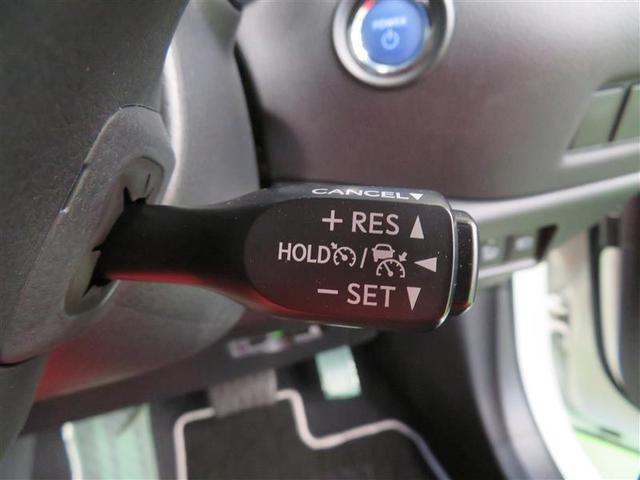 POWER
CANCEL▼
+ RES ▲
HOLD / ◀
− SET ▼